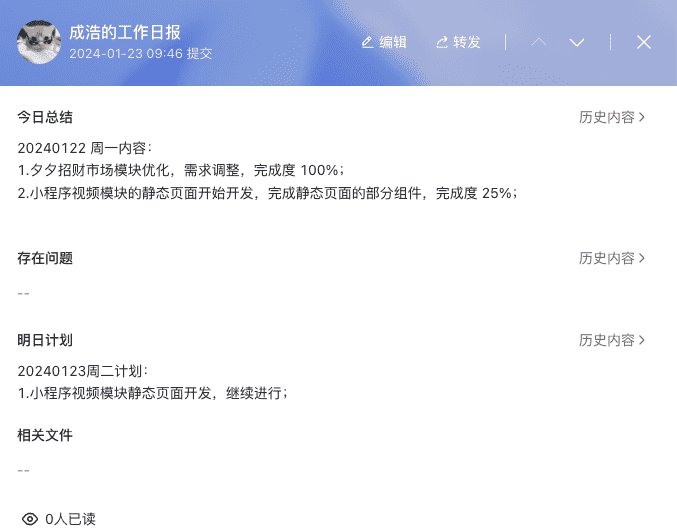 成浩的工作日报
2024-01-23 09:46 提交
编辑
转发
今日总结
历史内容
20240122 周一内容：
1.夕夕招财市场模块优化，需求调整，完成度 100%；
2.小程序视频模块的静态页面开始开发，完成静态页面的部分组件，完成度 25%；
存在问题
历史内容
--
明日计划
历史内容
20240123周二计划：
1.小程序视频模块静态页面开发，继续进行；
相关文件
--
0人已读